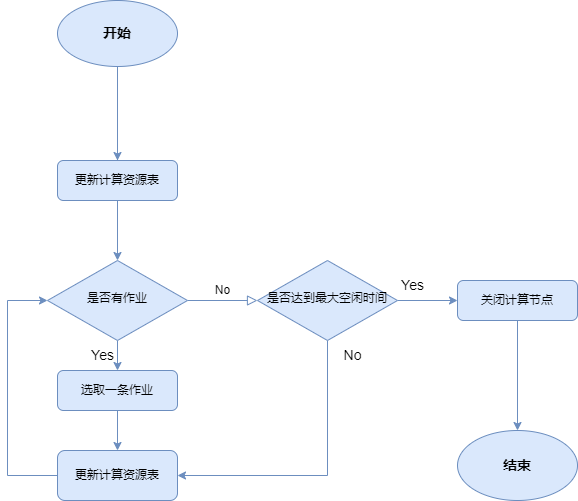 开始
更新计算资源表
是否有作业
No
是否达到最大空闲时间
Yes
关闭计算节点
Yes
No
选取一条作业
更新计算资源表
结束